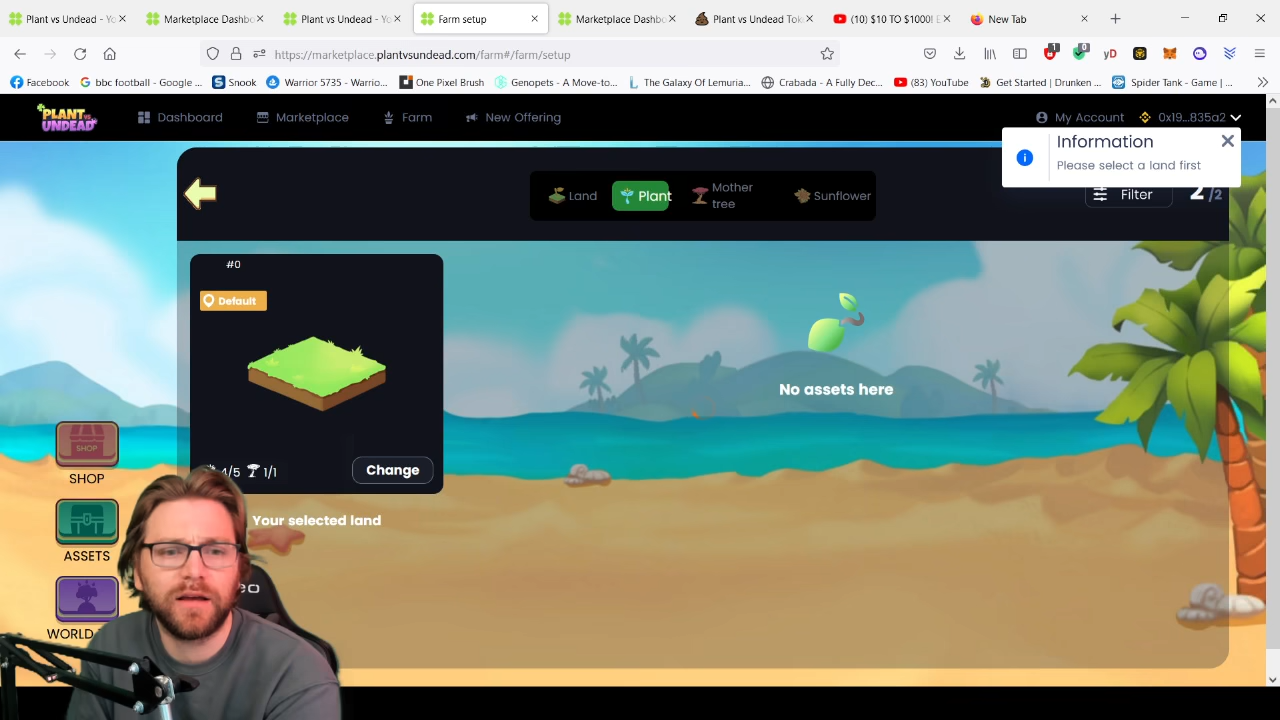 Plant vs Undead - Yo
Marketplace Dashbo
Plant vs Undead - Yo
Farm setup
Marketplace Dashbo
Plant vs Undead Tok
(10) $10 TO $1000! E
New Tab
https://marketplace.plantvsundead.com/farm#/farm/setup
1
0
yD
Facebook
bbc football - Google ...
Snook
Warrior 5735 - Warrio...
One Pixel Brush
Genopets - A Move-to...
The Galaxy Of Lemuria...
Crabada - A Fully Dec...
(83) YouTube
Get Started | Drunken ...
Spider Tank - Game | ...
PLANT VS UNDEAD
Dashboard
Marketplace
Farm
New Offering
My Account
0x19...835a2
Information
Please select a land first
Land
Plant
Mother
tree
Sunflower
Filter
2 /2
#0
Default
4/5
1/1
Change
Your selected land
No assets here
SHOP
SHOP
ASSETS
WORLD